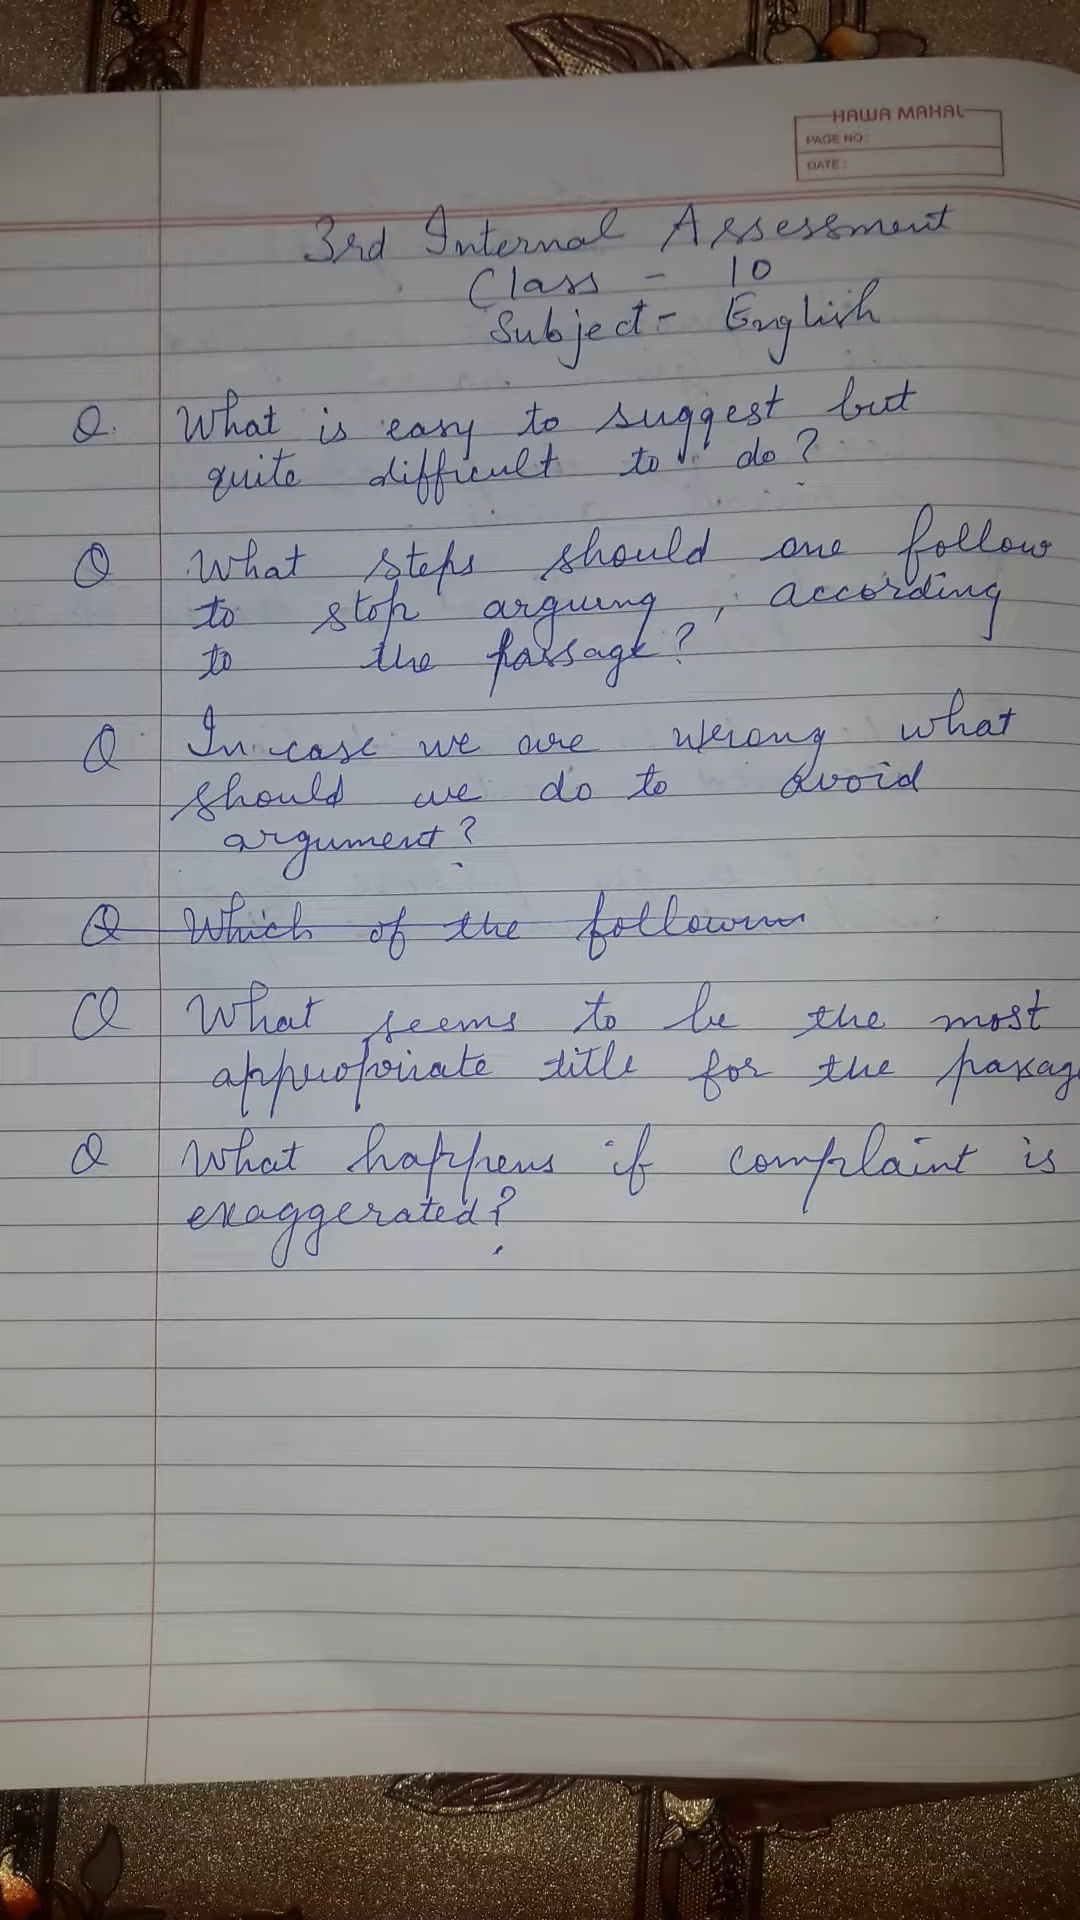 HAWA MAHAL
PAGE NO:
DATE:
3rd Internal Assessment
Class - 10
Subject - English
Q. What is easy to suggest but
quite difficult to do?
Q What steps should one follow
to stop arguing, according
to the passage?
Q In case we are wrong what
should we do to avoid
argument?
Q Which of the followin
Q What seems to be the most
appropriate title for the pasag
Q What happens if complaint is
exaggerated?